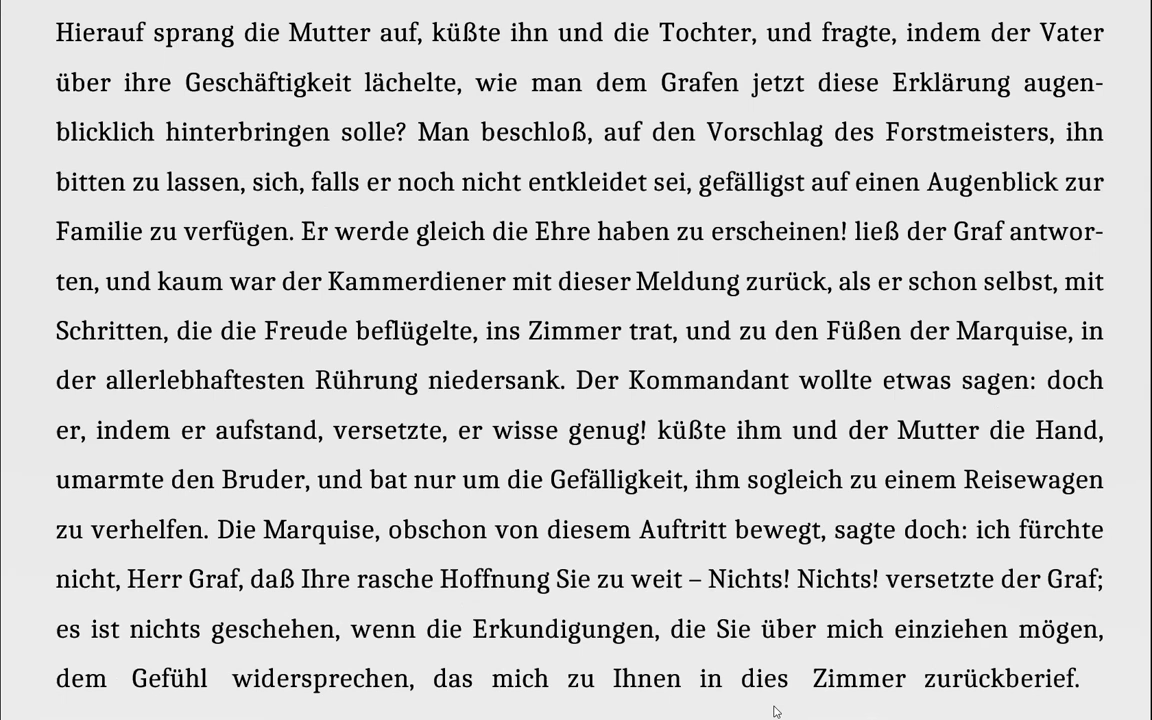 Hierauf sprang die Mutter auf, küßte ihn und die Tochter, und fragte, indem der Vater
über ihre Geschäftigkeit lächelte, wie man dem Grafen jetzt diese Erklärung augen-
blicklich hinterbringen solle? Man beschloß, auf den Vorschlag des Forstmeisters, ihn
bitten zu lassen, sich, falls er noch nicht entkleidet sei, gefälligst auf einen Augenblick zur
Familie zu verfügen. Er werde gleich die Ehre haben zu erscheinen! ließ der Graf antwor-
ten, und kaum war der Kammerdiener mit dieser Meldung zurück, als er schon selbst, mit
Schritten, die die Freude beflügelte, ins Zimmer trat, und zu den Füßen der Marquise, in
der allerlebhaftesten Rührung niedersank. Der Kommandant wollte etwas sagen: doch
er, indem er aufstand, versetzte, er wisse genug! küßte ihm und der Mutter die Hand,
umarmte den Bruder, und bat nur um die Gefälligkeit, ihm sogleich zu einem Reisewagen
zu verhelfen. Die Marquise, obschon von diesem Auftritt bewegt, sagte doch: ich fürchte
nicht, Herr Graf, daß Ihre rasche Hoffnung Sie zu weit – Nichts! Nichts! versetzte der Graf;
es ist nichts geschehen, wenn die Erkundigungen, die Sie über mich einziehen mögen,
dem Gefühl widersprechen, das mich zu Ihnen in dies Zimmer zurückberief.